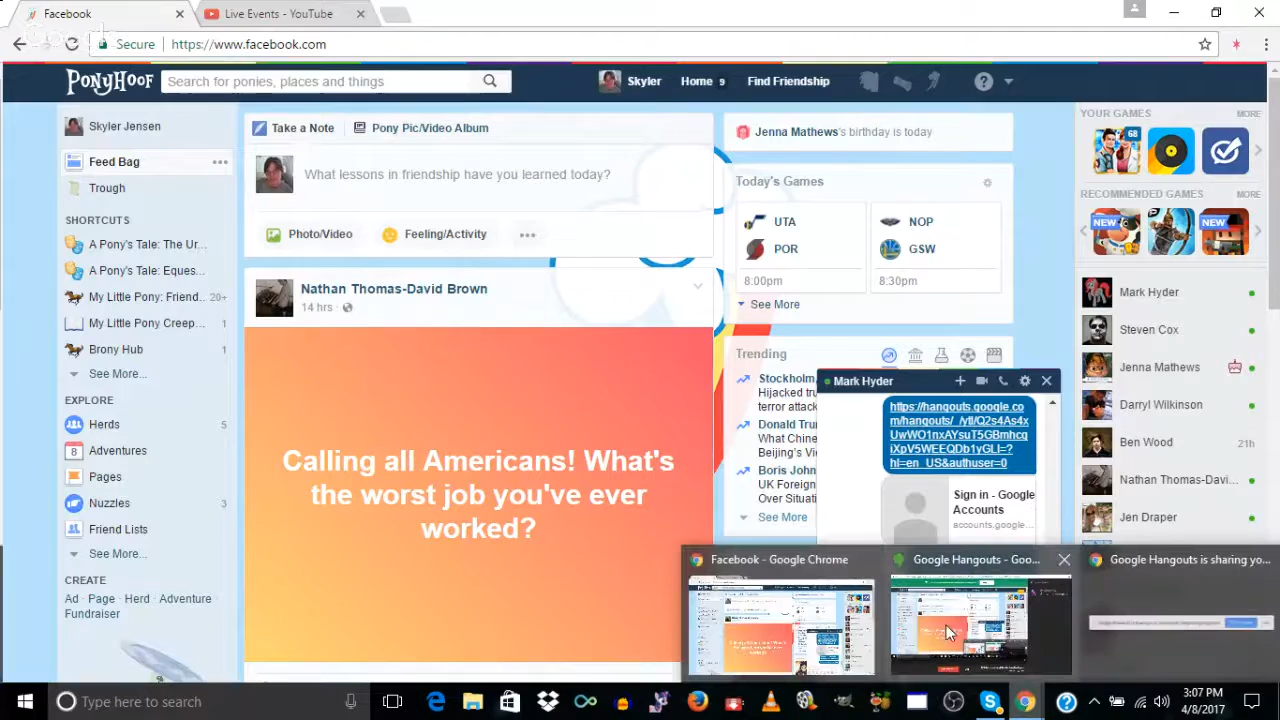 Facebook
Live Events - YouTube
Secure
https://www.facebook.com
PONYHOOF
Search for ponies, places and things
Skyler
Home 9
Find Friendship
Skyler Jensen
Feed Bag
Trough
SHORTCUTS
A Pony's Tale: The Ur...
A Pony's Tale: Eques...
My Little Pony: Friend... 20+
My Little Pony Creep... 1
Brony Hub 1
See More...
EXPLORE
Herds 5
8 Adventures
Pages
Nuzzles 3
Friend Lists
See More...
CREATE
Ad · Page · Herd · Adventure
Fundraiser
Take a Note
Pony Pic/Video Album
What lessons in friendship have you learned today?
Photo/Video
Feeling/Activity
Nathan Thomas-David Brown
14 hrs
Calling all Americans! What's
the worst job you've ever
worked?
Jenna Mathews's birthday is today
Today's Games
UTA
POR
8:00pm
NOP
GSW
8:30pm
See More
Trending
Stockholm,
Hijacked tru
terror attack
Donald Tru
What Chine
Beijing's Vi
Boris John
UK Foreign
Over Situati
See More
Mark Hyder
https://hangouts.google.co
m/hangouts/_/ytl/Q2s4As4x
UwWO1nxAYsuT5GBmhcq
iXpV5WEEQDb1yGLI=?
hl=en_US&authuser=0
Sign in - Google
Accounts
accounts.google...
YOUR GAMES MORE
68
RECOMMENDED GAMES MORE
NEW
NEW
Mark Hyder
Steven Cox
Jenna Mathews
Darryl Wilkinson
Ben Wood 21h
Nathan Thomas-Davi...
Jen Draper
Facebook - Google Chrome
Google Hangouts - Goo...
Google Hangouts is sharing yo...
Type here to search
3:07 PM
4/8/2017